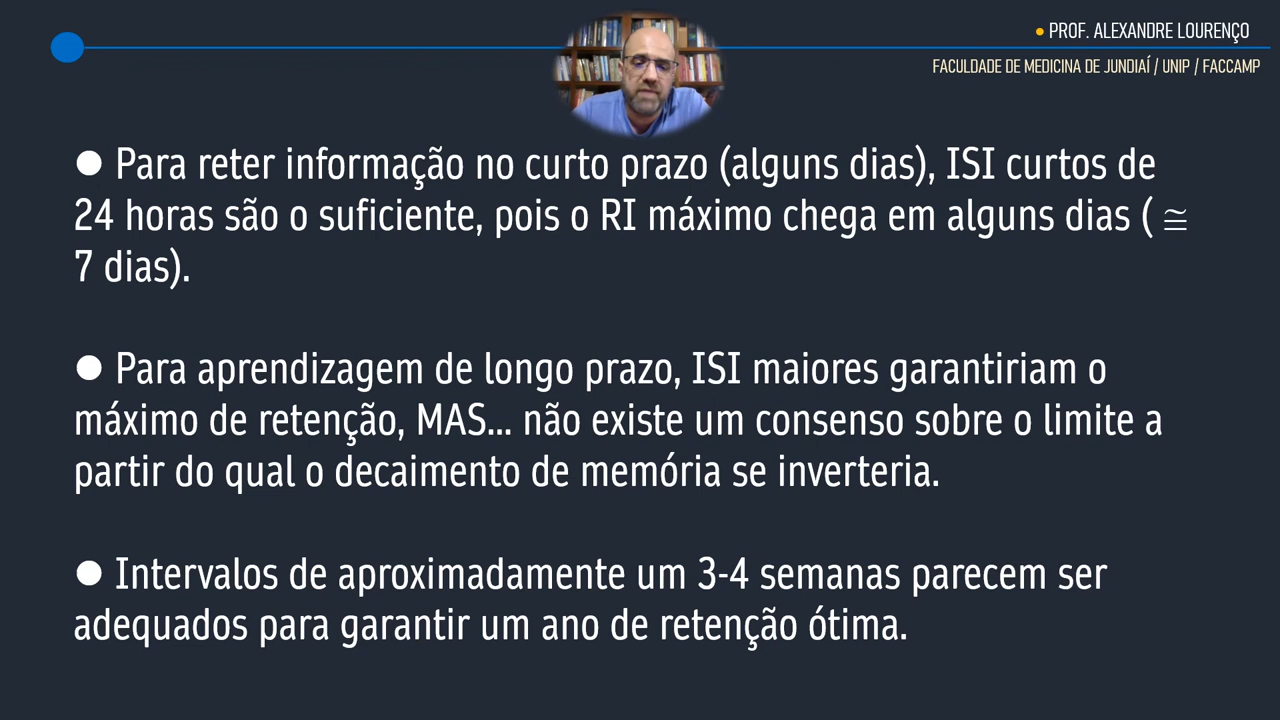 ● PROF. ALEXANDRE LOURENÇO
FACULDADE DE MEDICINA DE JUNDIAÍ / UNIP / FACCAMP
● Para reter informação no curto prazo (alguns dias), ISI curtos de
24 horas são o suficiente, pois o RI máximo chega em alguns dias ( ≅
7 dias).
● Para aprendizagem de longo prazo, ISI maiores garantiriam o
máximo de retenção, MAS... não existe um consenso sobre o limite a
partir do qual o decaimento de memória se inverteria.
● Intervalos de aproximadamente um 3-4 semanas parecem ser
adequados para garantir um ano de retenção ótima.